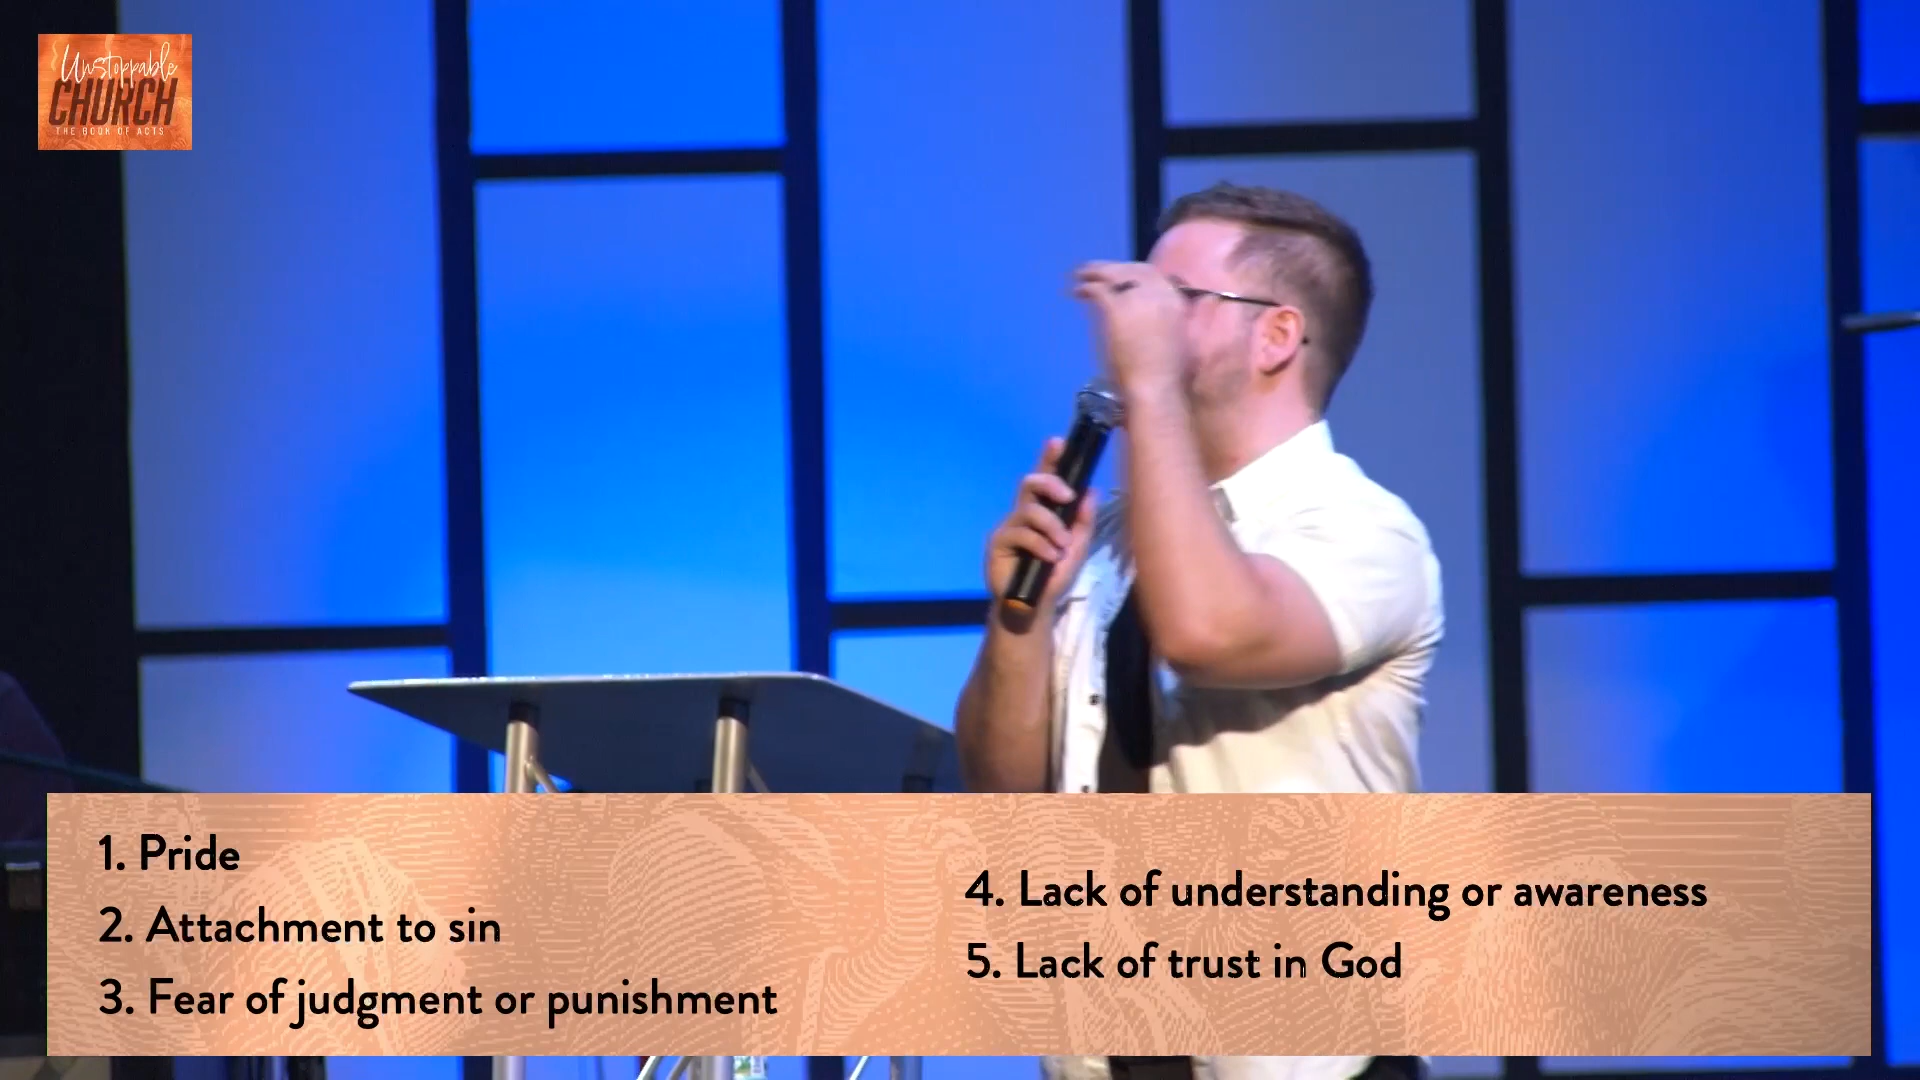 Unstoppable
CHURCH
THE BOOK OF ACTS
1. Pride
2. Attachment to sin
3. Fear of judgment or punishment
4. Lack of understanding or awareness
5. Lack of trust in God